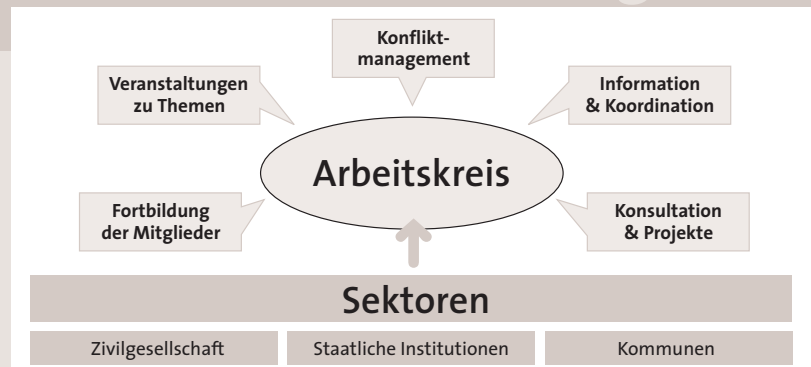 Konflikt-
management
Veranstaltungen
zu Themen
Information
& Koordination
Arbeitskreis
Fortbildung
der Mitglieder
Konsultation
& Projekte
Sektoren
Zivilgesellschaft
Staatliche Institutionen
Kommunen